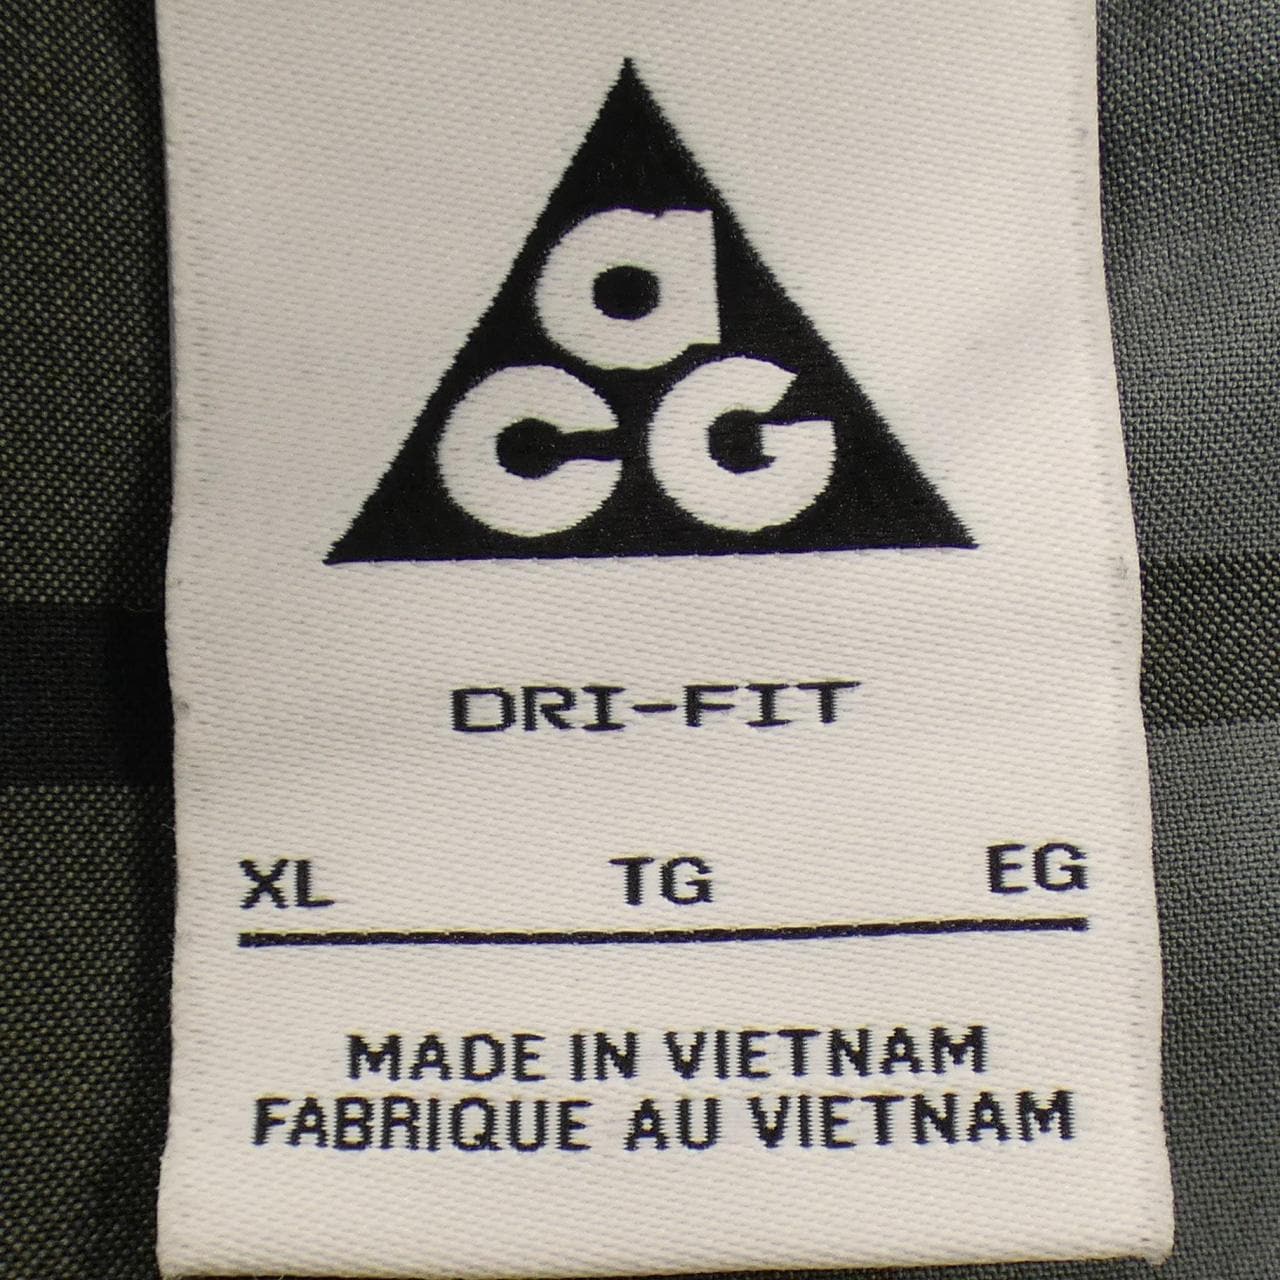 a
CG
DRI-FIT
XL TG EG
MADE IN VIETNAM
FABRIQUE AU VIETNAM